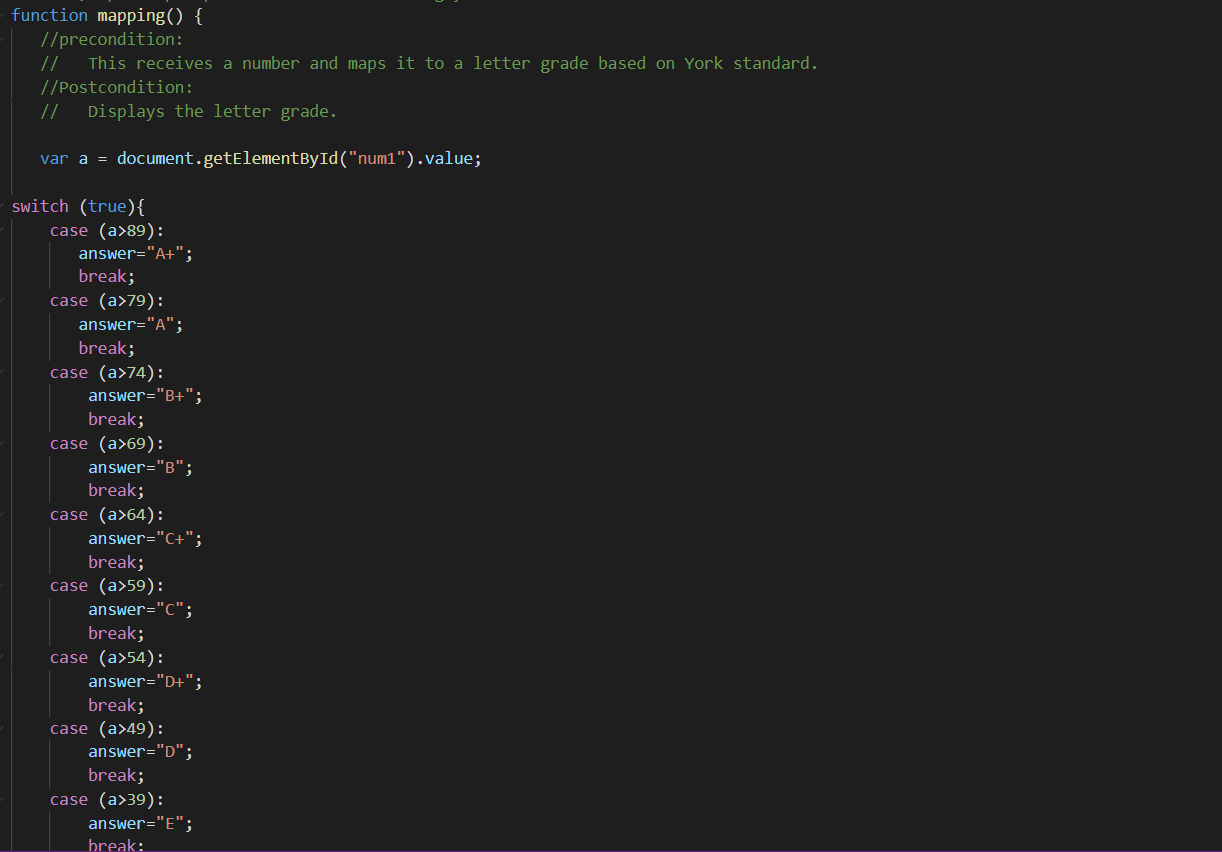 function mapping() {
//precondition:
//   This receives a number and maps it to a letter grade based on York standard.
//Postcondition:
//   Displays the letter grade.
var a = document.getElementById("num1").value;
switch (true){
case (a>89):
answer="A+";
break;
case (a>79):
answer="A";
break;
case (a>74):
answer="B+";
break;
case (a>69):
answer="B";
break;
case (a>64):
answer="C+";
break;
case (a>59):
answer="C";
break;
case (a>54):
answer="D+";
break;
case (a>49):
answer="D";
break;
case (a>39):
answer="E";
break;